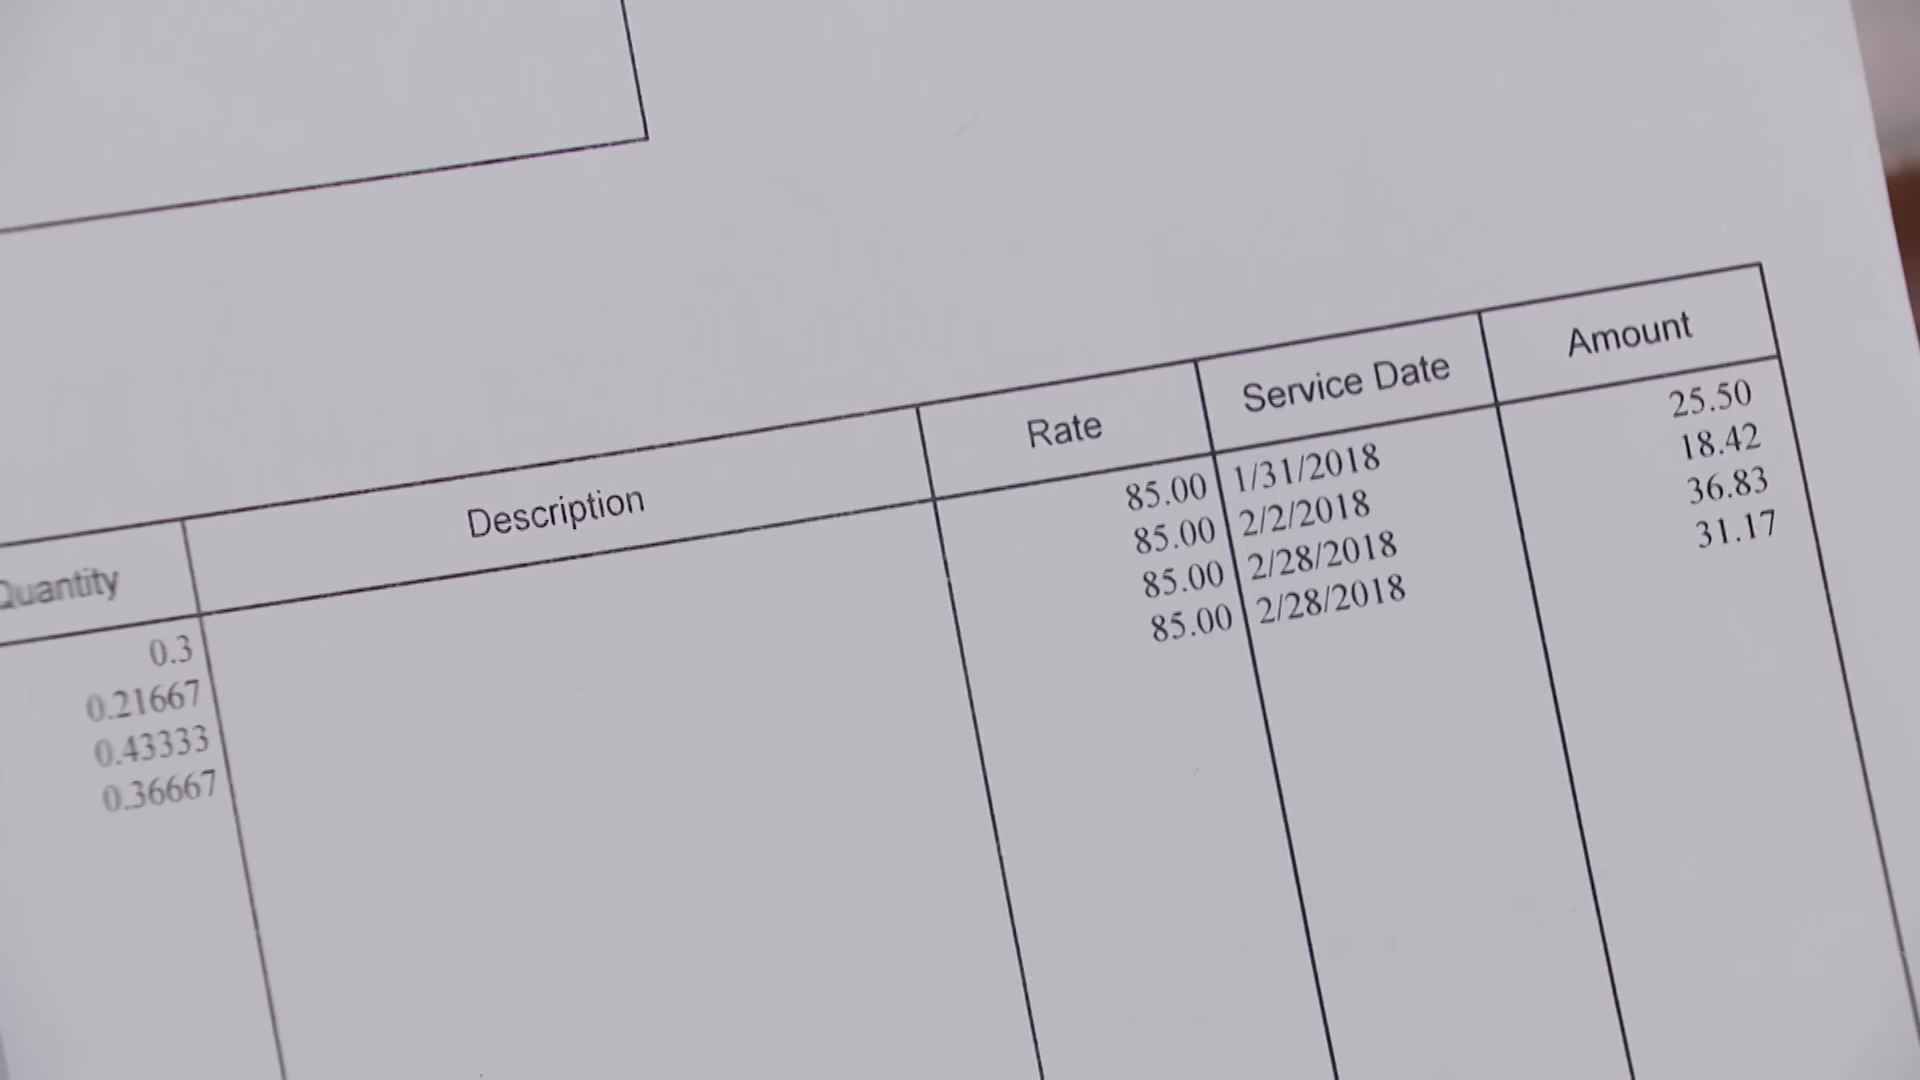 Quantity Description Rate Service Date Amount
0.3 85.00 1/31/2018 25.50
0.21667 85.00 2/2/2018 18.42
0.43333 85.00 2/28/2018 36.83
0.36667 85.00 2/28/2018 31.17